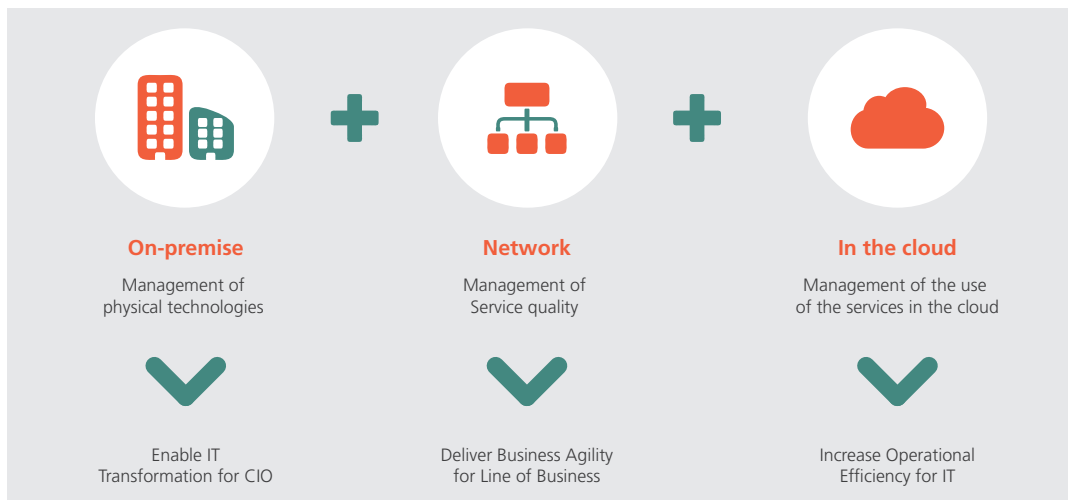 On-premise
Management of
physical technologies
Enable IT
Transformation for CIO
Network
Management of
Service quality
Deliver Business Agility
for Line of Business
In the cloud
Management of the use
of the services in the cloud
Increase Operational
Efficiency for IT